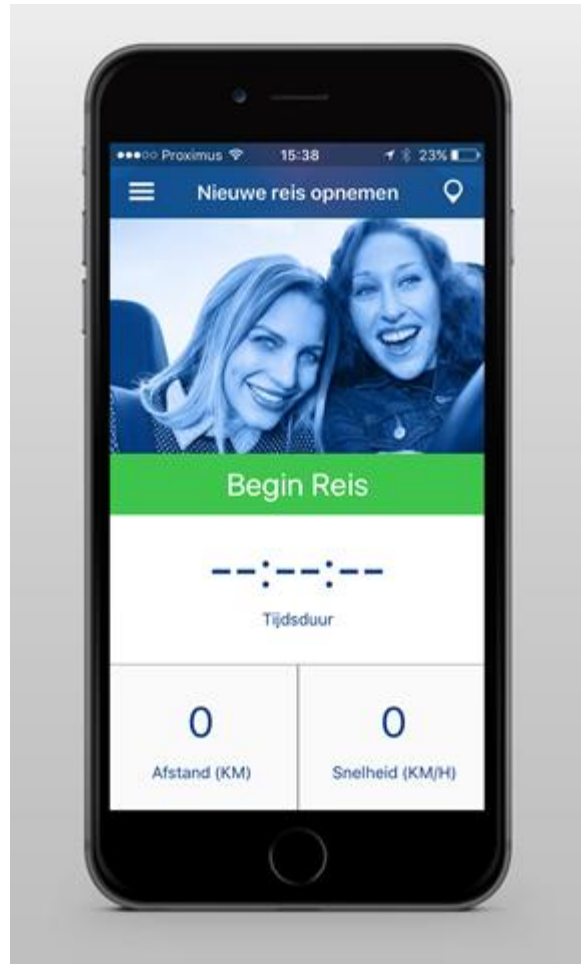 Proximus 15:38 23%
Nieuwe reis opnemen
Begin Reis
--:--:--
Tijdsduur
0 0
Afstand (KM) Snelheid (KM/H)